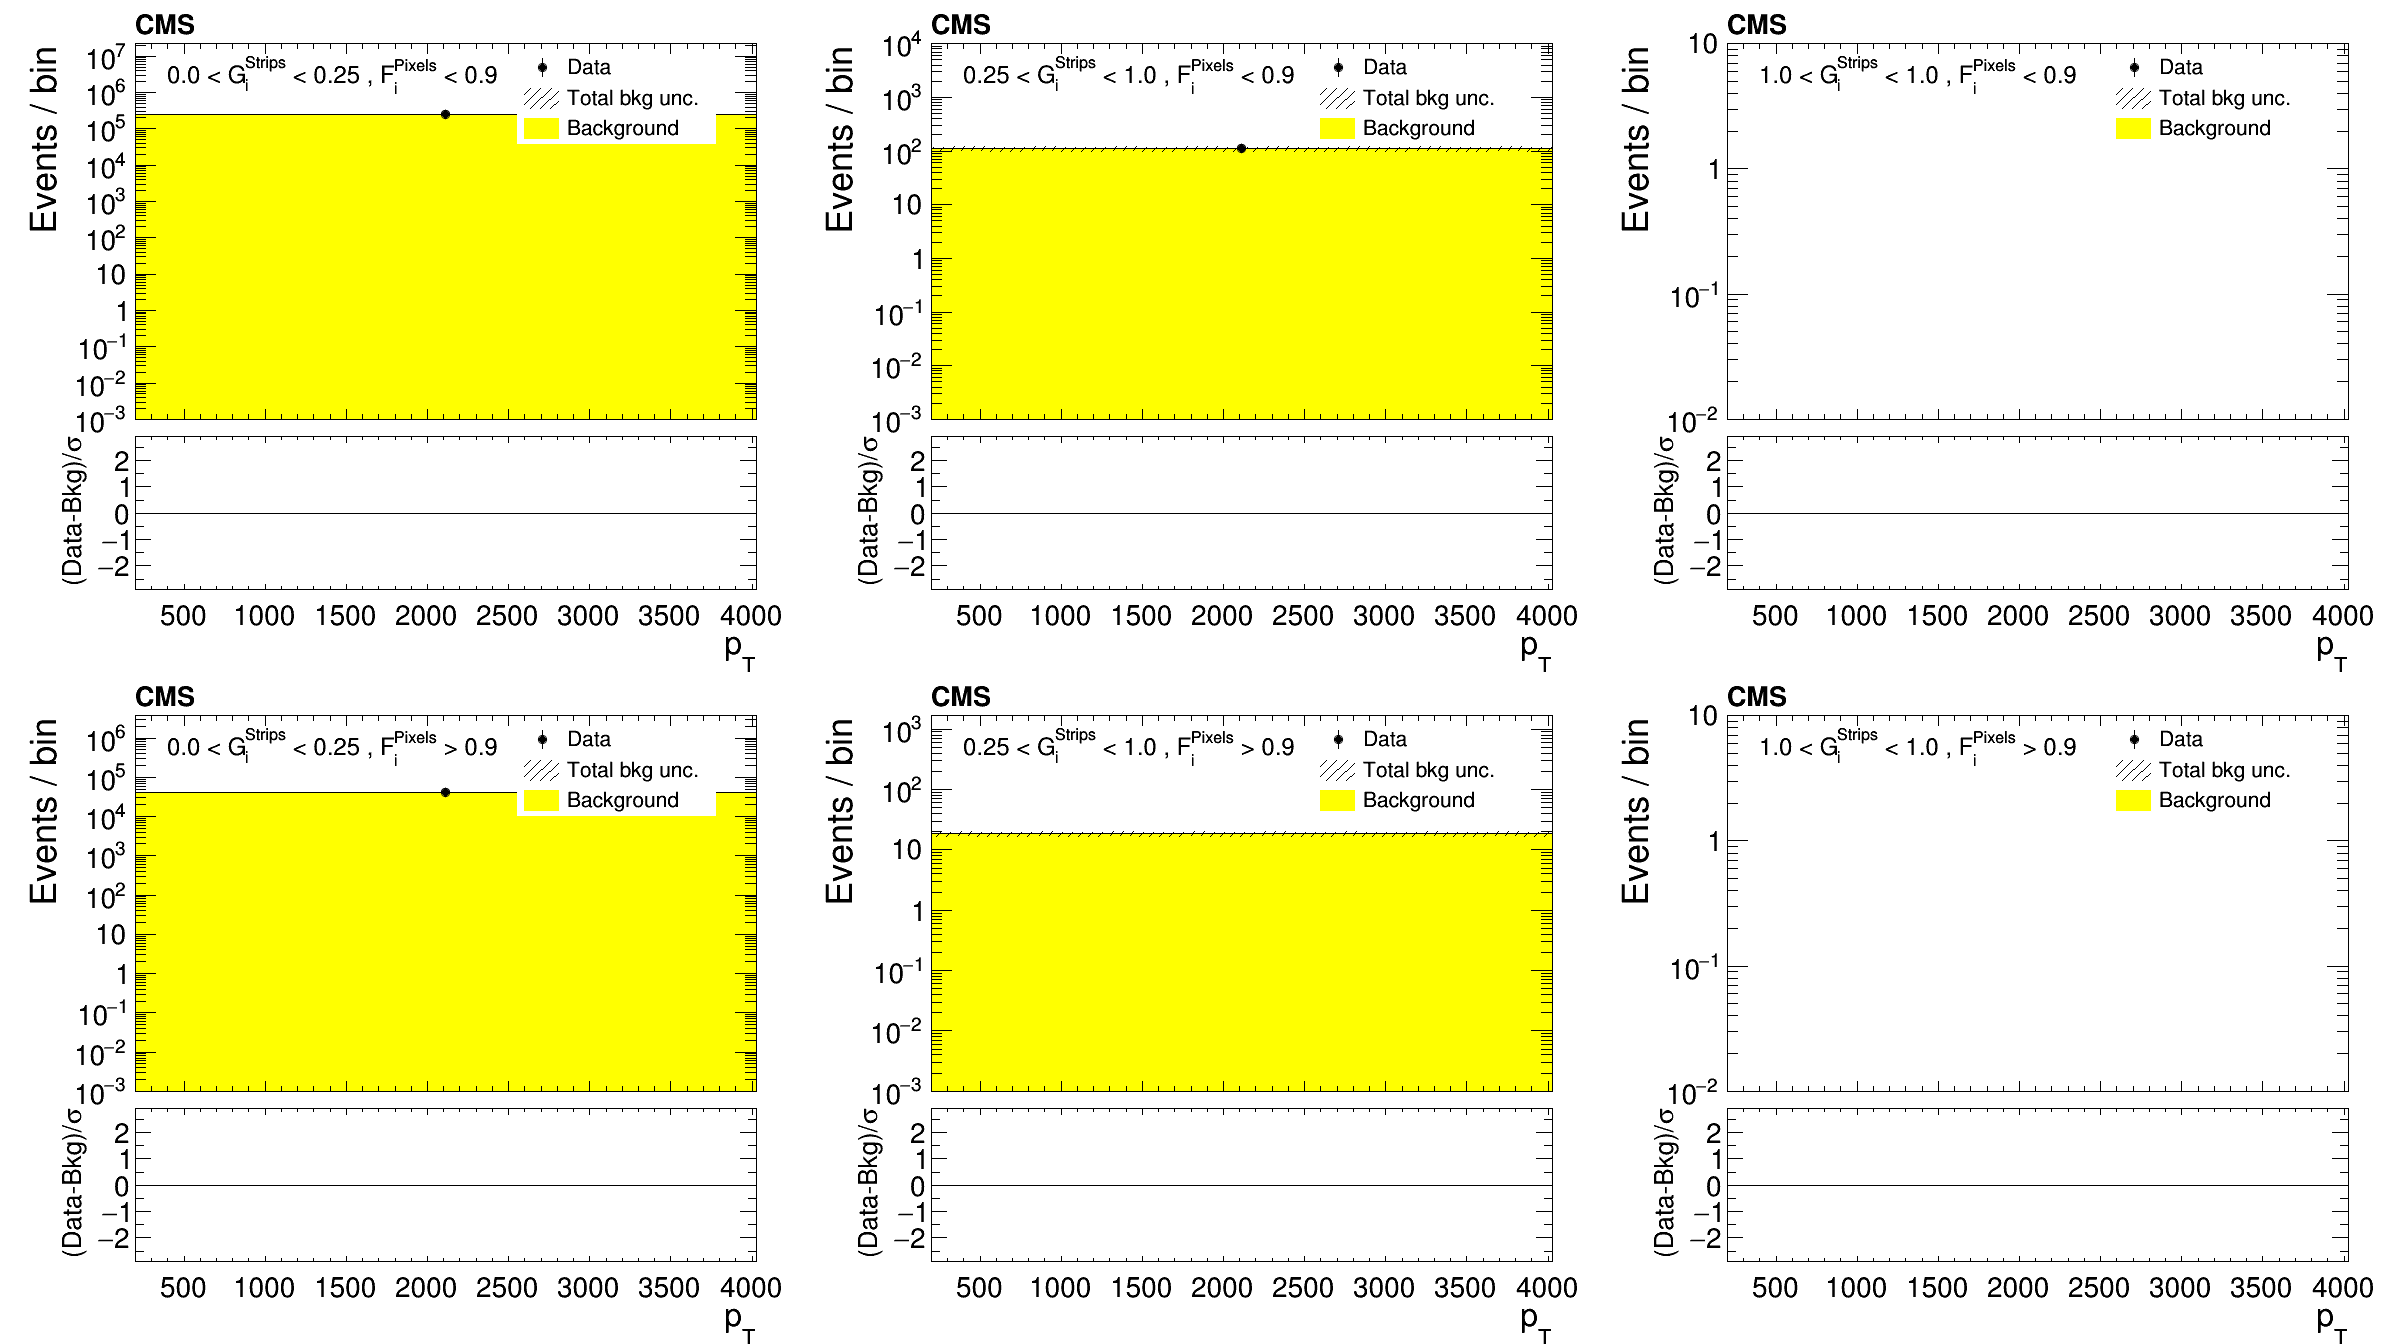 CMS
Events / bin
10^7
10^6
10^5
10^4
10^3
10^2
10
1
10^−1
10^−2
10^−3
0.0 < G_i^Strips < 0.25 , F_i^Pixels < 0.9
Data
Total bkg unc.
Background
(Data-Bkg)/σ
2
1
0
−1
−2
500 1000 1500 2000 2500 3000 3500 4000
p_T
CMS
Events / bin
10^4
10^3
10^2
10
1
10^−1
10^−2
10^−3
0.25 < G_i^Strips < 1.0 , F_i^Pixels < 0.9
Data
Total bkg unc.
Background
(Data-Bkg)/σ
2
1
0
−1
−2
500 1000 1500 2000 2500 3000 3500 4000
p_T
CMS
Events / bin
10
1
10^−1
10^−2
1.0 < G_i^Strips < 1.0 , F_i^Pixels < 0.9
Data
Total bkg unc.
Background
(Data-Bkg)/σ
2
1
0
−1
−2
500 1000 1500 2000 2500 3000 3500 4000
p_T
CMS
Events / bin
10^6
10^5
10^4
10^3
10^2
10
1
10^−1
10^−2
10^−3
0.0 < G_i^Strips < 0.25 , F_i^Pixels > 0.9
Data
Total bkg unc.
Background
(Data-Bkg)/σ
2
1
0
−1
−2
500 1000 1500 2000 2500 3000 3500 4000
p_T
CMS
Events / bin
10^3
10^2
10
1
10^−1
10^−2
10^−3
0.25 < G_i^Strips < 1.0 , F_i^Pixels > 0.9
Data
Total bkg unc.
Background
(Data-Bkg)/σ
2
1
0
−1
−2
500 1000 1500 2000 2500 3000 3500 4000
p_T
CMS
Events / bin
10
1
10^−1
10^−2
1.0 < G_i^Strips < 1.0 , F_i^Pixels > 0.9
Data
Total bkg unc.
Background
(Data-Bkg)/σ
2
1
0
−1
−2
500 1000 1500 2000 2500 3000 3500 4000
p_T